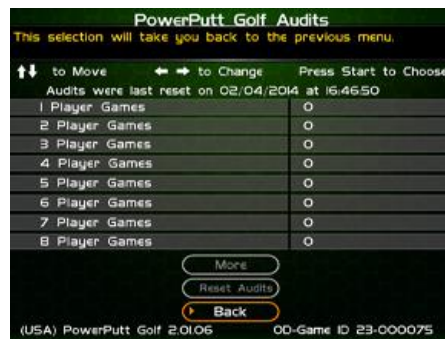 PowerPutt Golf Audits
This selection will take you back to the previous menu.
to Move to Change Press Start to Choose
Audits were last reset on 02/04/2014 at 16:46:50
1 Player Games 0
2 Player Games 0
3 Player Games 0
4 Player Games 0
5 Player Games 0
6 Player Games 0
7 Player Games 0
8 Player Games 0
More
Reset Audits
Back
(USA) PowerPutt Golf 2.01.06 OD-Game ID 23-000075